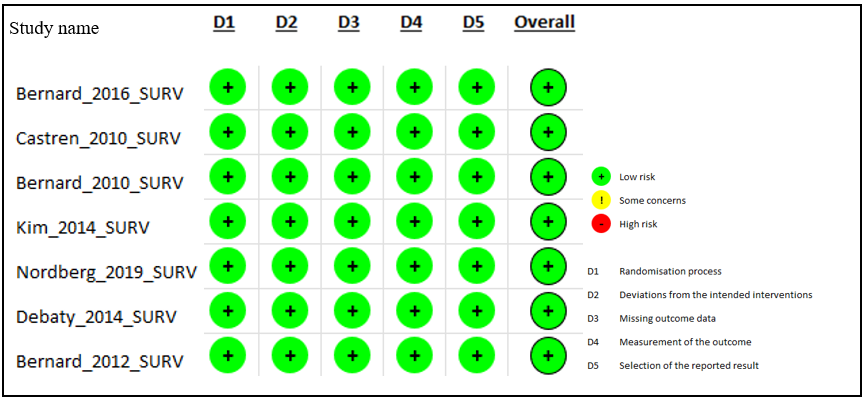 Study name D1 D2 D3 D4 D5 Overall
Bernard_2016_SURV + + + + + +
Castren_2010_SURV + + + + + +
Bernard_2010_SURV + + + + + +
Kim_2014_SURV + + + + + +
Nordberg_2019_SURV + + + + + +
Debaty_2014_SURV + + + + + +
Bernard_2012_SURV + + + + + +
+ Low risk
! Some concerns
- High risk
D1 Randomisation process
D2 Deviations from the intended interventions
D3 Missing outcome data
D4 Measurement of the outcome
D5 Selection of the reported result